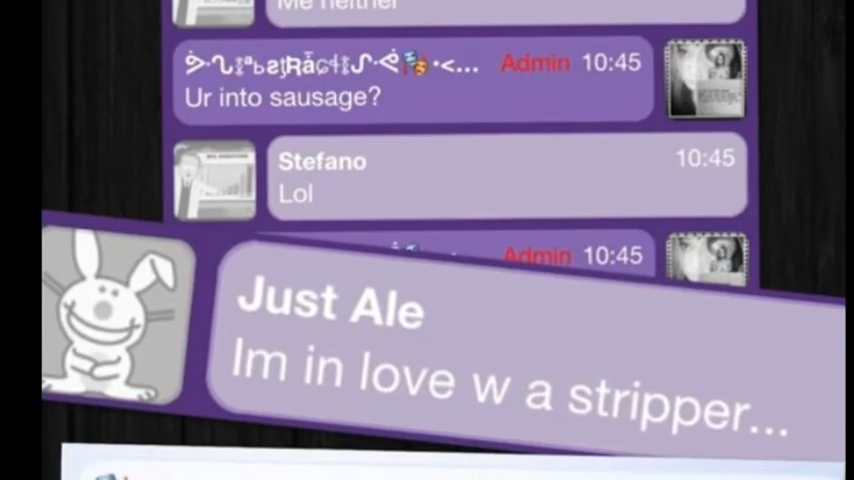 Me neither
Admin 10:45
Ur into sausage?
Stefano 10:45
Lol
Admin 10:45
Just Ale
Im in love w a stripper...